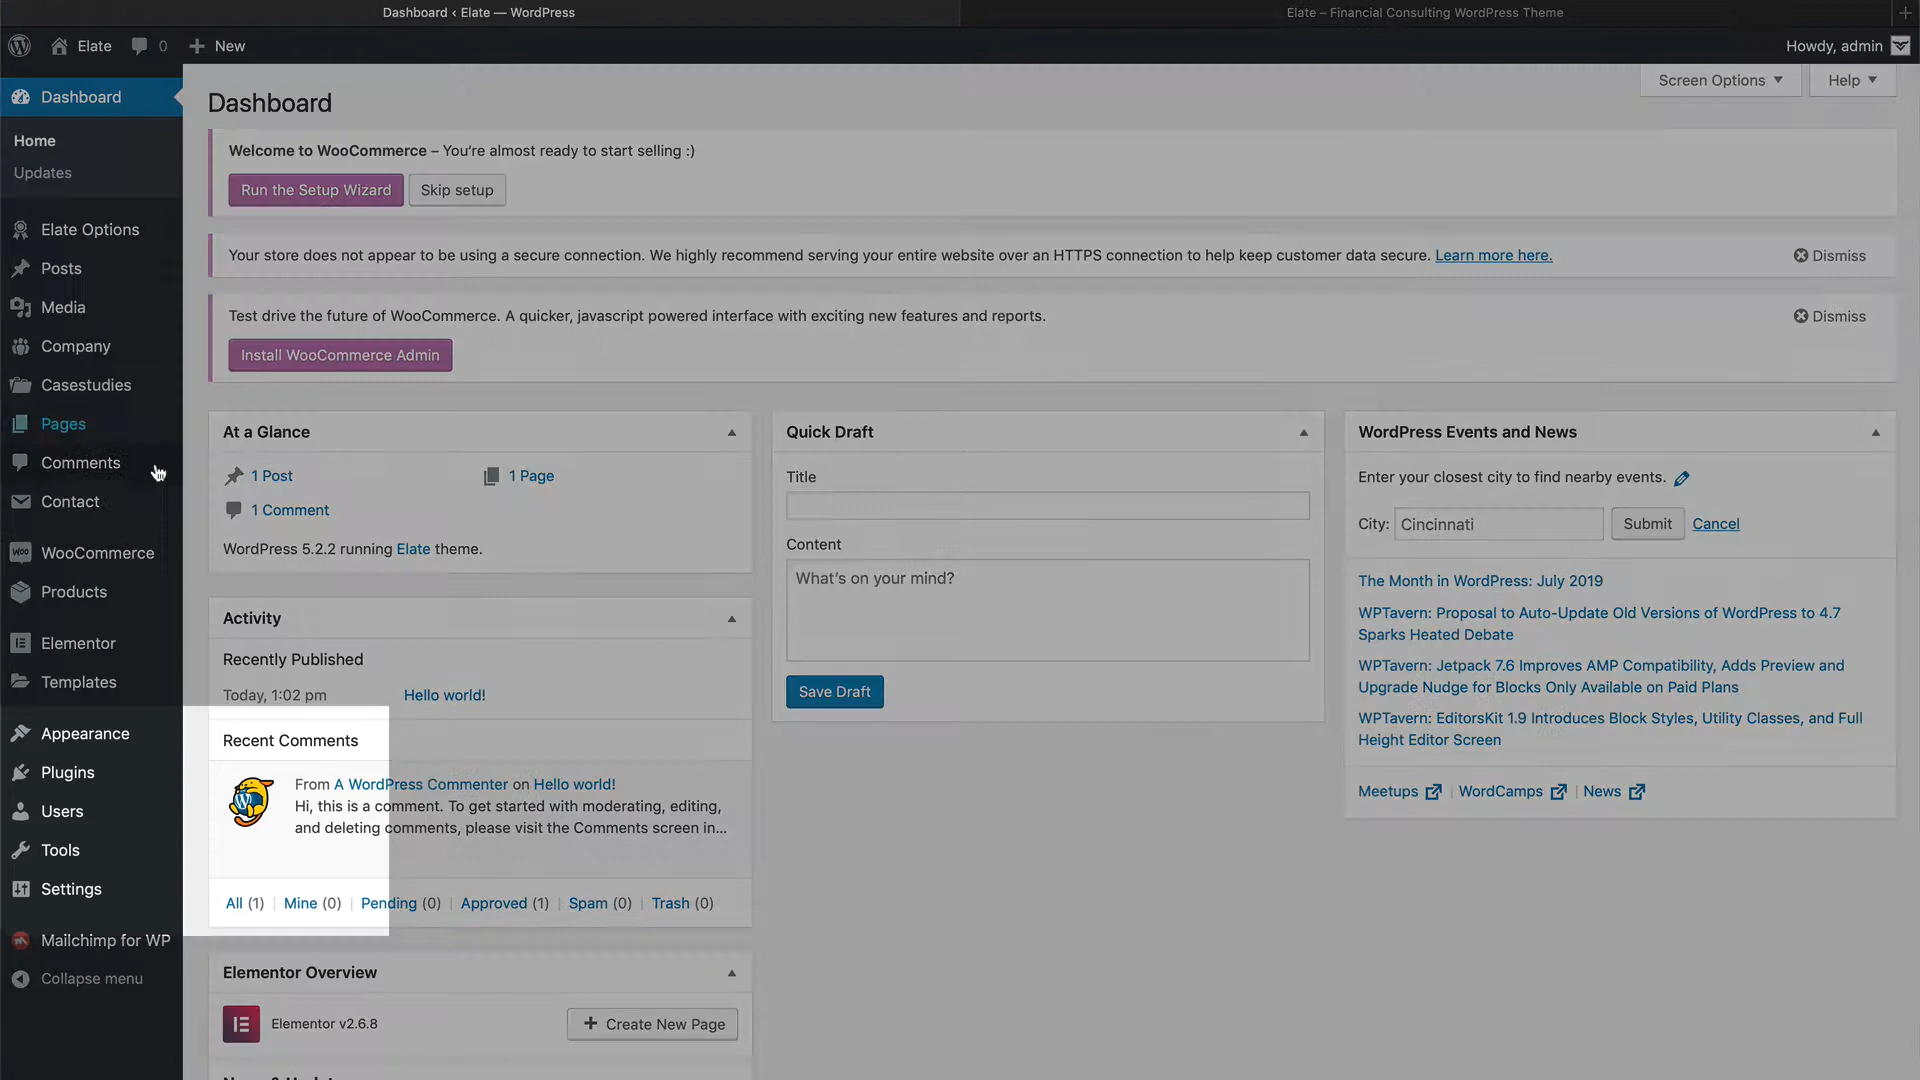 Dashboard ‹ Elate — WordPress
Elate – Financial Consulting WordPress Theme
Elate
0
New
Howdy, admin
Dashboard
Home
Updates
Elate Options
Posts
Media
Company
Casestudies
Pages
Comments
Contact
WooCommerce
Products
Elementor
Templates
Appearance
Plugins
Users
Tools
Settings
Mailchimp for WP
Collapse menu
Screen Options
Help
Dashboard
Welcome to WooCommerce – You're almost ready to start selling :)
Run the Setup Wizard
Skip setup
Your store does not appear to be using a secure connection. We highly recommend serving your entire website over an HTTPS connection to help keep customer data secure. Learn more here.
Dismiss
Test drive the future of WooCommerce. A quicker, javascript powered interface with exciting new features and reports.
Dismiss
Install WooCommerce Admin
At a Glance
1 Post
1 Page
1 Comment
WordPress 5.2.2 running Elate theme.
Activity
Recently Published
Today, 1:02 pm
Hello world!
Recent Comments
From A WordPress Commenter on Hello world!
Hi, this is a comment. To get started with moderating, editing,
and deleting comments, please visit the Comments screen in…
All (1) | Mine (0) | Pending (0) | Approved (1) | Spam (0) | Trash (0)
Elementor Overview
Elementor v2.6.8
Create New Page
Quick Draft
Title
Content
What's on your mind?
Save Draft
WordPress Events and News
Enter your closest city to find nearby events.
City:
Cincinnati
Submit
Cancel
The Month in WordPress: July 2019
WPTavern: Proposal to Auto-Update Old Versions of WordPress to 4.7
Sparks Heated Debate
WPTavern: Jetpack 7.6 Improves AMP Compatibility, Adds Preview and
Upgrade Nudge for Blocks Only Available on Paid Plans
WPTavern: EditorsKit 1.9 Introduces Block Styles, Utility Classes, and Full
Height Editor Screen
Meetups | WordCamps | News